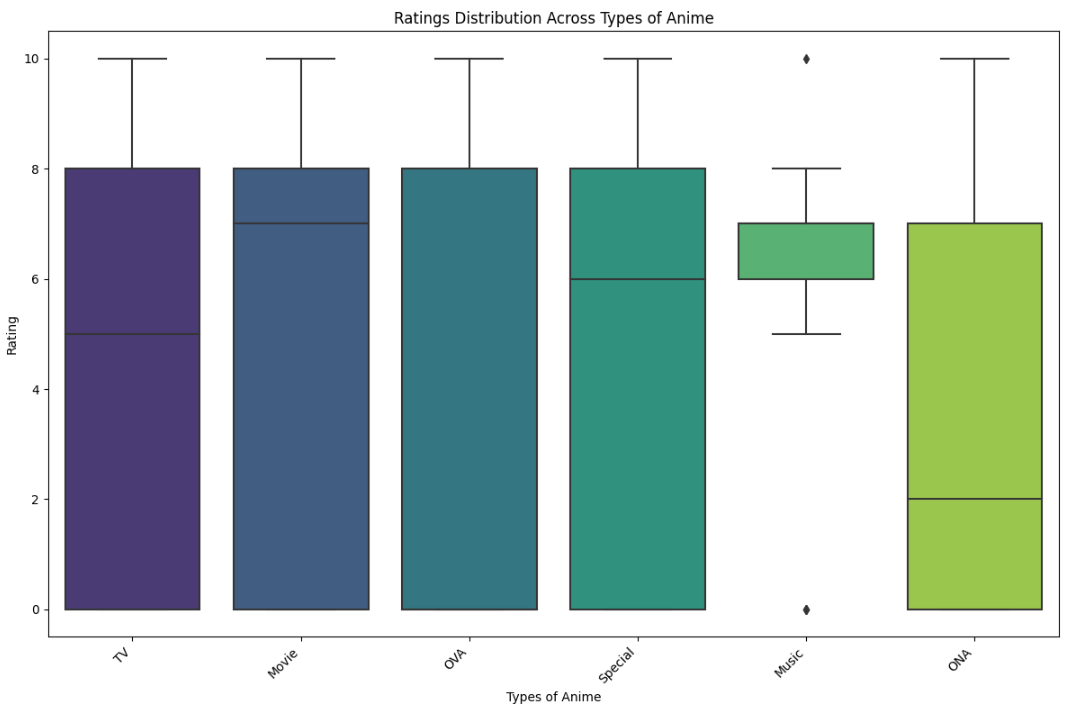 Ratings Distribution Across Types of Anime
10
8
6
4
2
0
Rating
TV
Movie
OVA
Special
Music
ONA
Types of Anime